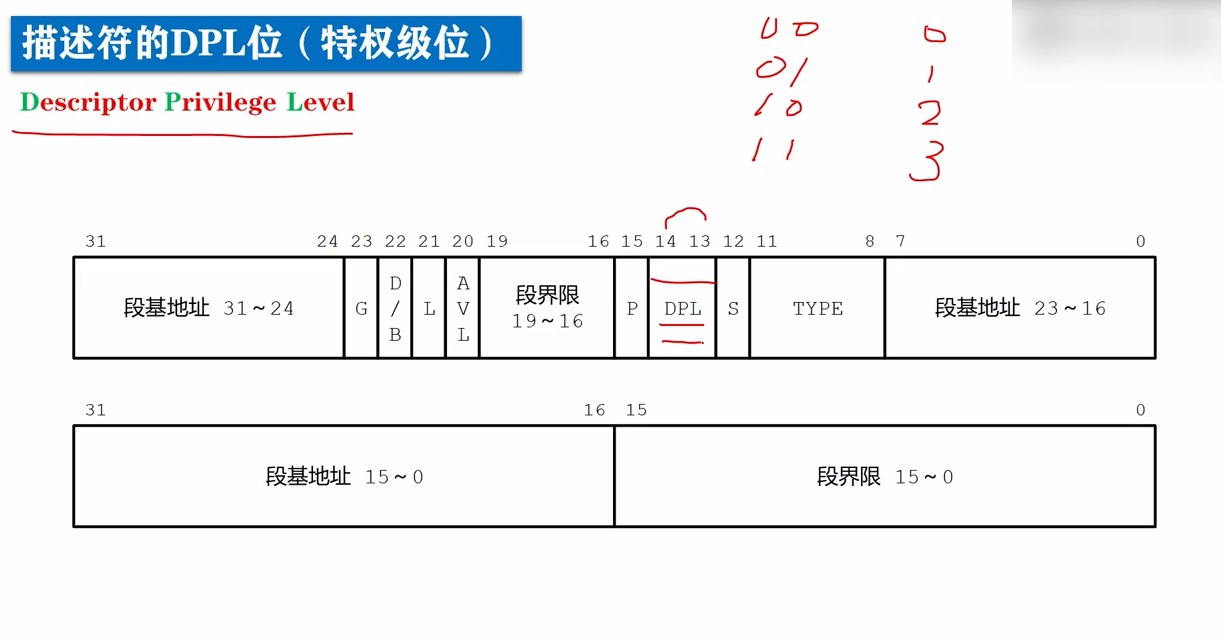 描述符的DPL位（特权级位）
Descriptor Privilege Level
00 0
01 1
10 2
11 3
31 24 23 22 21 20 19 16 15 14 13 12 11 8 7 0
段基地址 31~24 G D/B L AVL 段界限 19~16 P DPL S TYPE 段基地址 23~16
31 16 15 0
段基地址 15~0 段界限 15~0